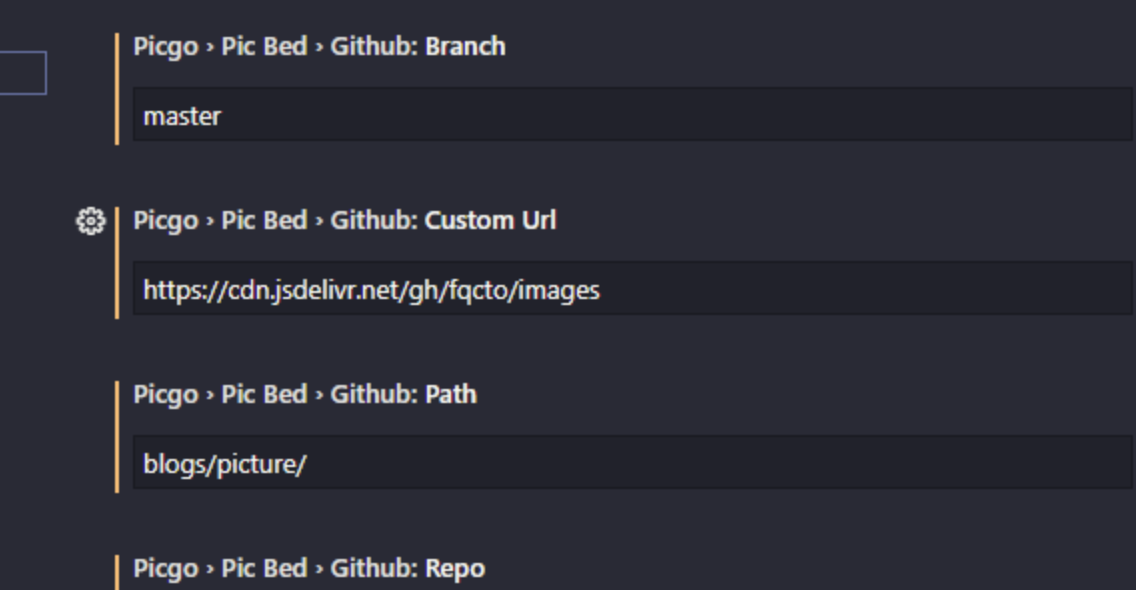 Picgo › Pic Bed › Github: Branch
master
Picgo › Pic Bed › Github: Custom Url
https://cdn.jsdelivr.net/gh/fqcto/images
Picgo › Pic Bed › Github: Path
blogs/picture/
Picgo › Pic Bed › Github: Repo